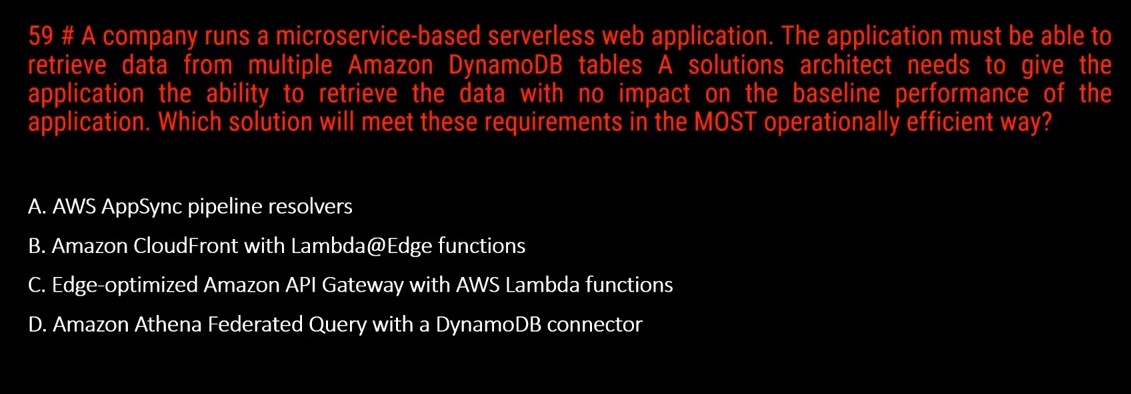 59 # A company runs a microservice-based serverless web application. The application must be able to
retrieve data from multiple Amazon DynamoDB tables A solutions architect needs to give the
application the ability to retrieve the data with no impact on the baseline performance of the
application. Which solution will meet these requirements in the MOST operationally efficient way?
A. AWS AppSync pipeline resolvers
B. Amazon CloudFront with Lambda@Edge functions
C. Edge-optimized Amazon API Gateway with AWS Lambda functions
D. Amazon Athena Federated Query with a DynamoDB connector